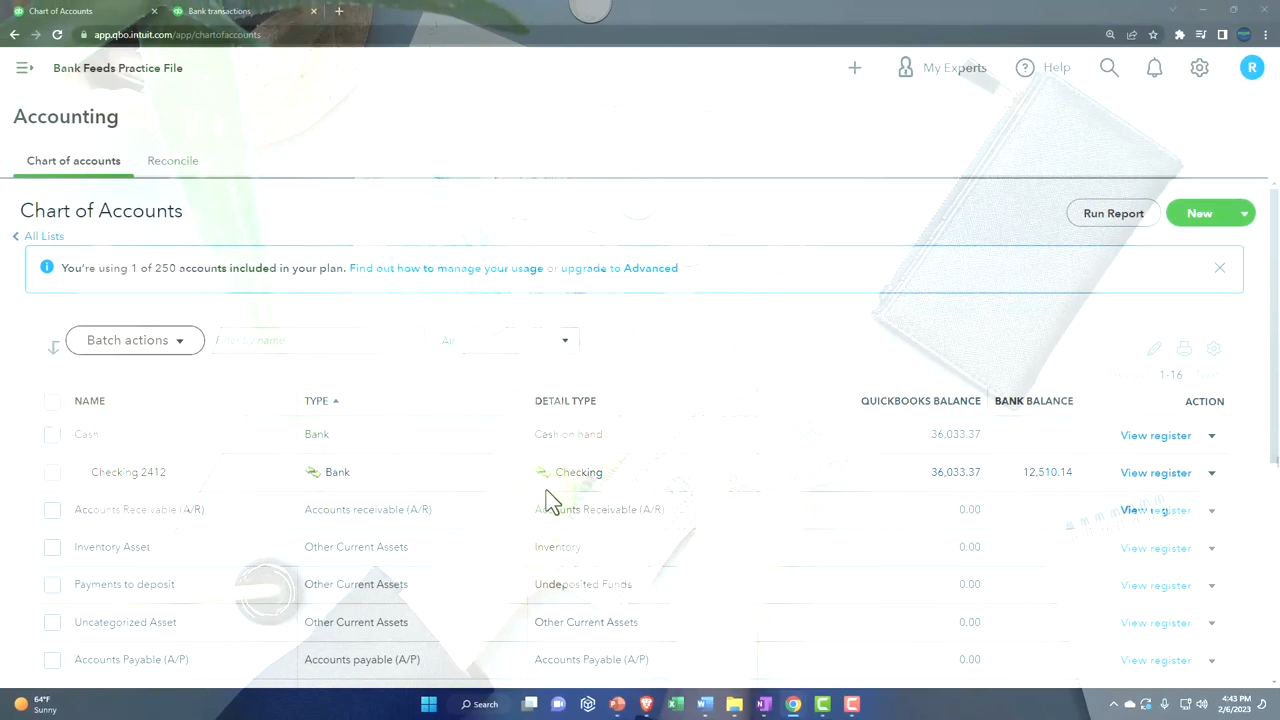 Chart of Accounts
Bank transactions
app.qbo.intuit.com/app/chartofaccounts
Bank Feeds Practice File
My Experts
Help
R
Accounting
Chart of accounts
Reconcile
Chart of Accounts
Run Report
New
All Lists
You're using 1 of 250 accounts included in your plan. Find out how to manage your usage or upgrade to Advanced
Batch actions
Filter by name
All
1-16
NAME TYPE DETAIL TYPE QUICKBOOKS BALANCE BANK BALANCE ACTION
Cash Bank Cash on hand 36,033.37 View register
Checking 2412 Bank Checking 36,033.37 12,510.14 View register
Accounts Receivable (A/R) Accounts receivable (A/R) Accounts Receivable (A/R) 0.00 View
Inventory Asset Other Current Assets Inventory 0.00 View register
Payments to deposit Other Current Assets Undeposited Funds 0.00 View register
Uncategorized Asset Other Current Assets Other Current Assets 0.00 View register
Accounts Payable (A/P) Accounts payable (A/P) Accounts Payable (A/P) 0.00 View register
64°F
Sunny
Search
4:43 PM
2/6/2023